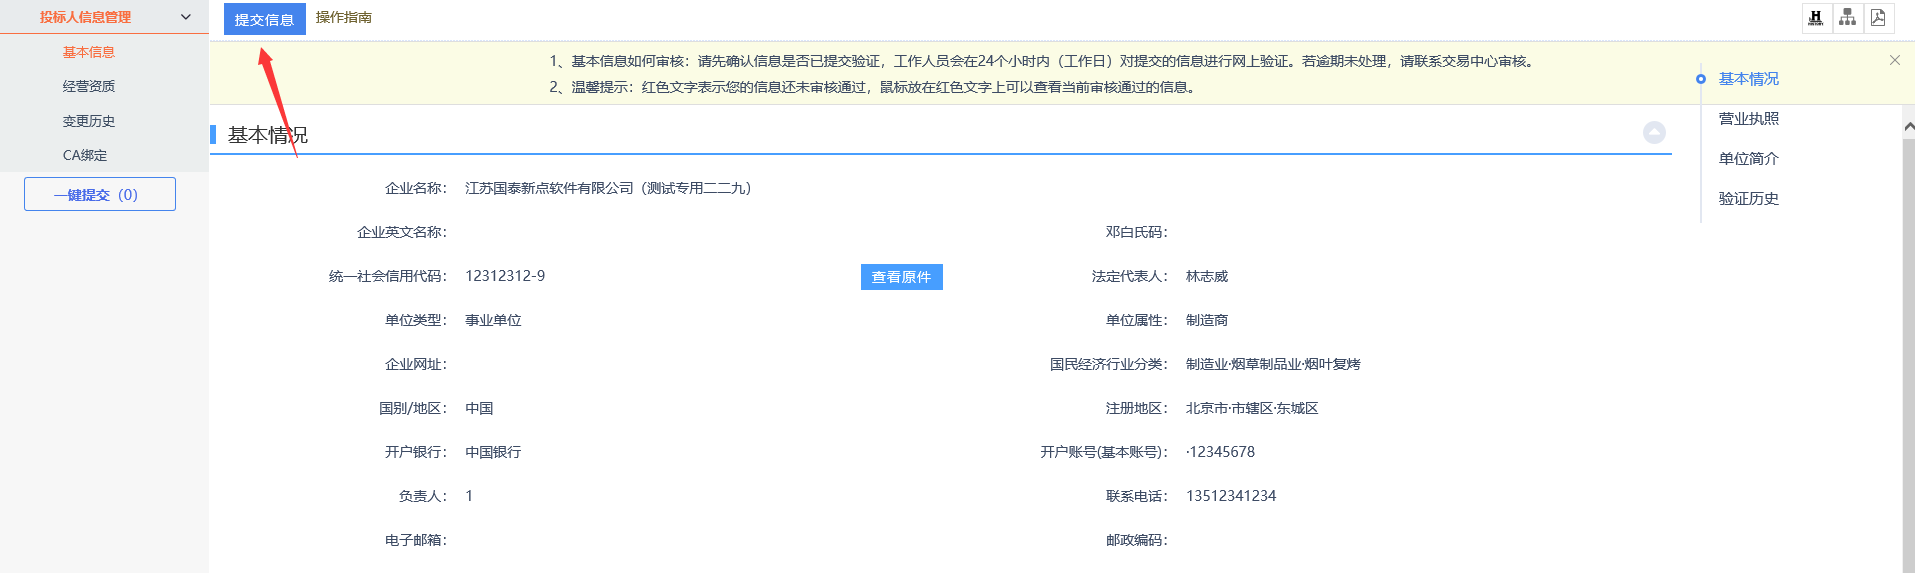 投标人信息管理
基本信息
经营资质
变更历史
CA绑定
一键提交（0）
提交信息
操作指南
1、基本信息如何审核：请先确认信息是否已提交验证，工作人员会在24个小时内（工作日）对提交的信息进行网上验证。若逾期未处理，请联系交易中心审核。
2、温馨提示：红色文字表示您的信息还未审核通过，鼠标放在红色文字上可以查看当前审核通过的信息。
基本情况
企业名称： 江苏国泰新点软件有限公司（测试专用二二九）
企业英文名称： 邓白氏码：
统一社会信用代码： 12312312-9 查看原件 法定代表人： 林志威
单位类型： 事业单位 单位属性： 制造商
企业网址： 国民经济行业分类： 制造业·烟草制品业·烟叶复烤
国别/地区： 中国 注册地区： 北京市·市辖区·东城区
开户银行： 中国银行 开户账号(基本账号)： ·12345678
负责人： 1 联系电话： 13512341234
电子邮箱： 邮政编码：
基本情况
营业执照
单位简介
验证历史